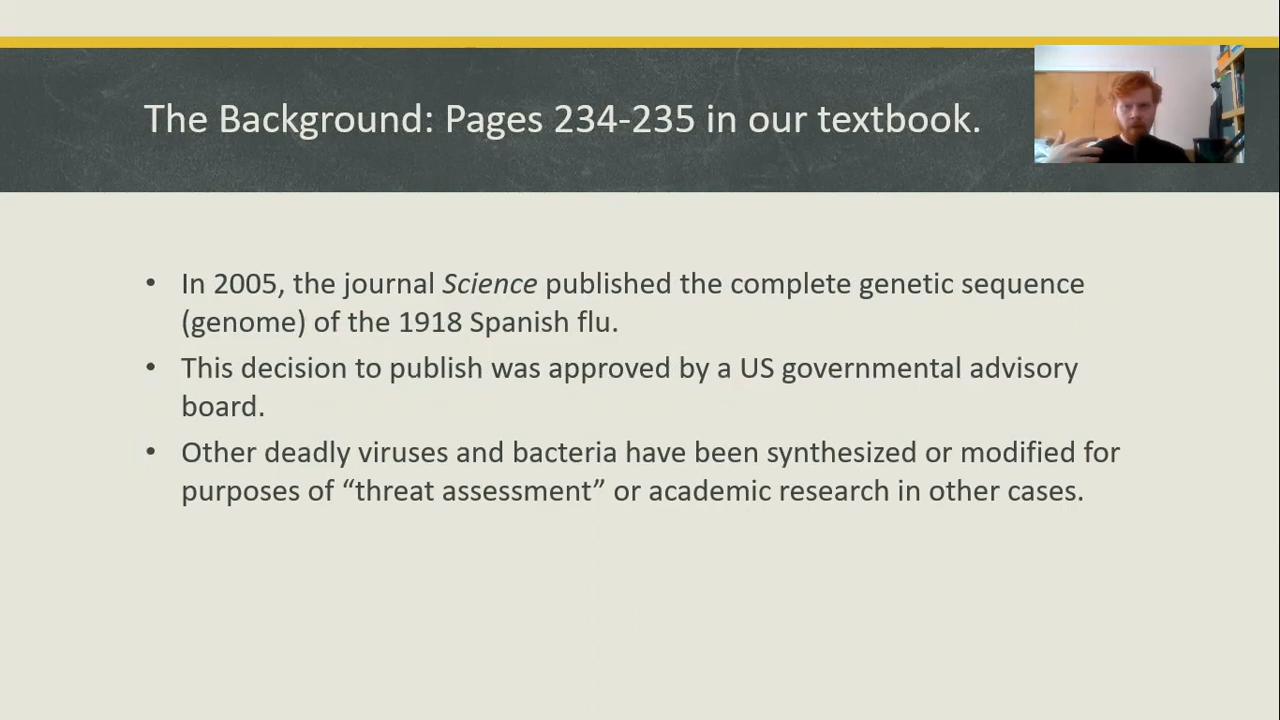 The Background: Pages 234-235 in our textbook.
• In 2005, the journal Science published the complete genetic sequence
(genome) of the 1918 Spanish flu.
• This decision to publish was approved by a US governmental advisory
board.
• Other deadly viruses and bacteria have been synthesized or modified for
purposes of “threat assessment” or academic research in other cases.